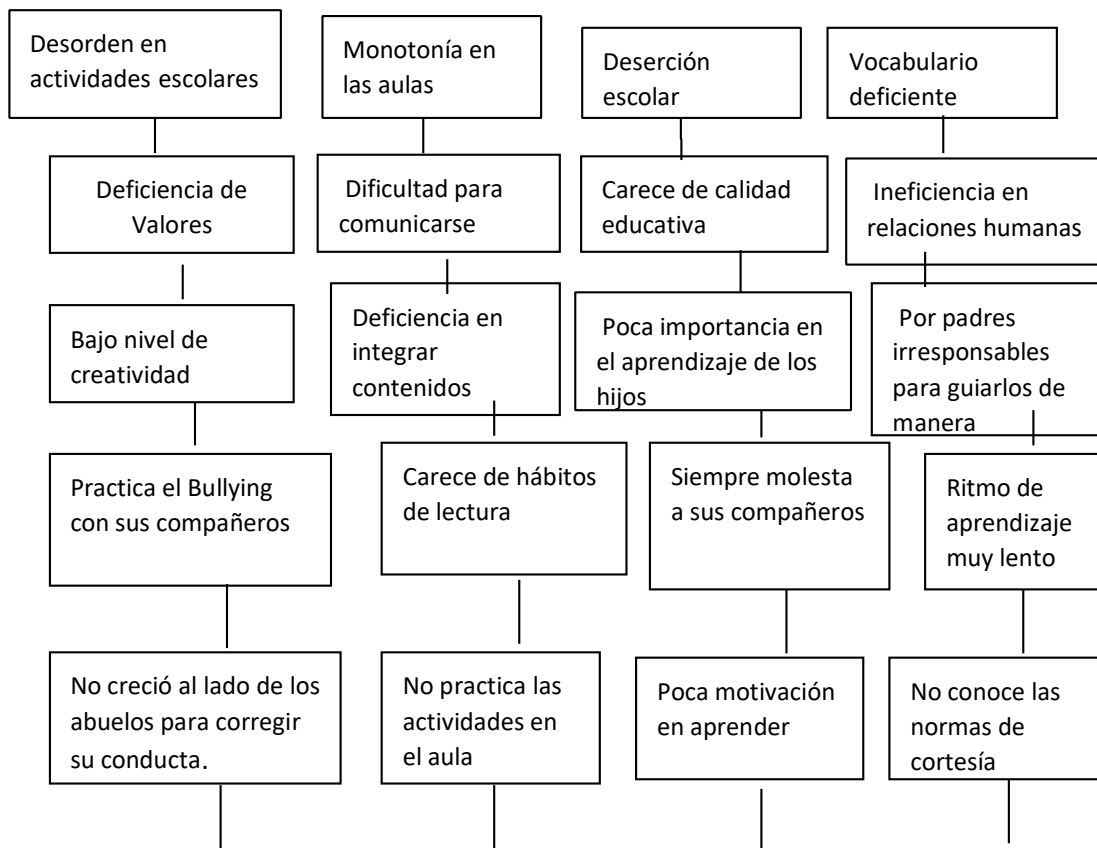 Desorden en
actividades escolares
Monotonía en
las aulas
Deserción
escolar
Vocabulario
deficiente
Deficiencia de
Valores
Dificultad para
comunicarse
Carece de calidad
educativa
Ineficiencia en
relaciones humanas
Bajo nivel de
creatividad
Deficiencia en
integrar
contenidos
Poca importancia en
el aprendizaje de los
hijos
Por padres
irresponsables
para guiarlos de
manera
Practica el Bullying
con sus compañeros
Carece de hábitos
de lectura
Siempre molesta
a sus compañeros
Ritmo de
aprendizaje
muy lento
No creció al lado de los
abuelos para corregir
su conducta.
No practica las
actividades en
el aula
Poca motivación
en aprender
No conoce las
normas de
cortesía